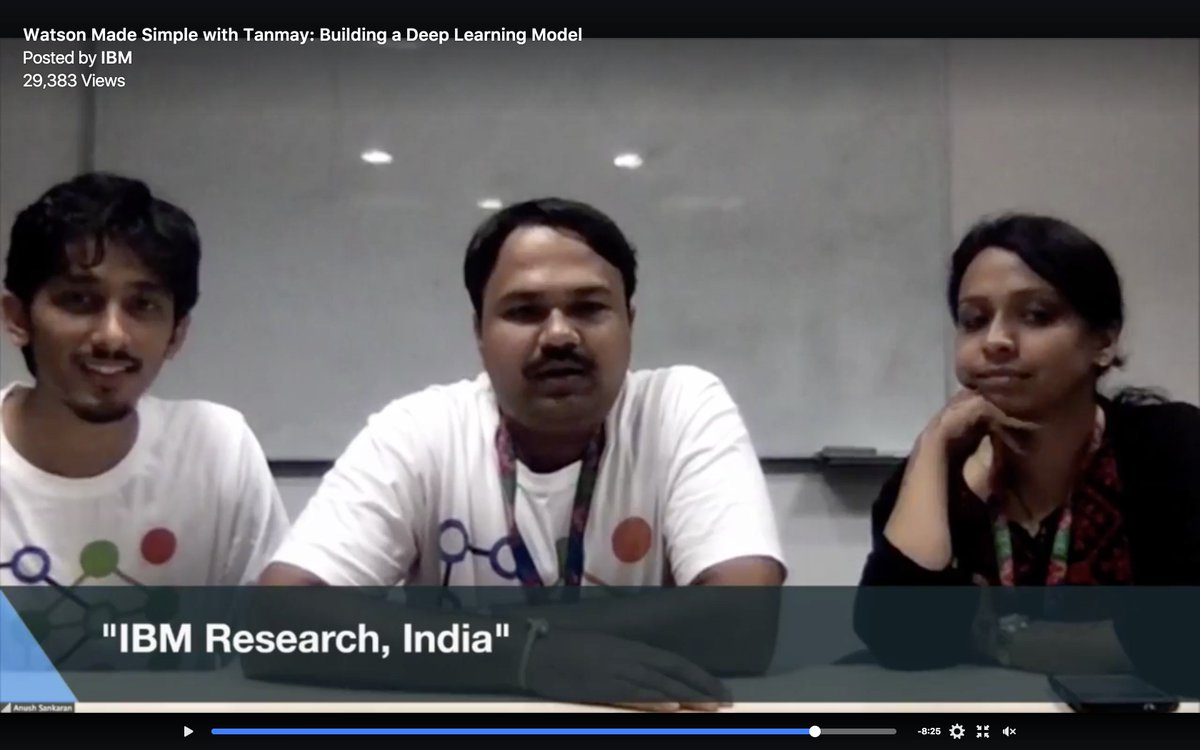 Watson Made Simple with Tanmay: Building a Deep Learning Model
Posted by IBM
29,383 Views
"IBM Research, India"
Anush Sankaran
-8:25